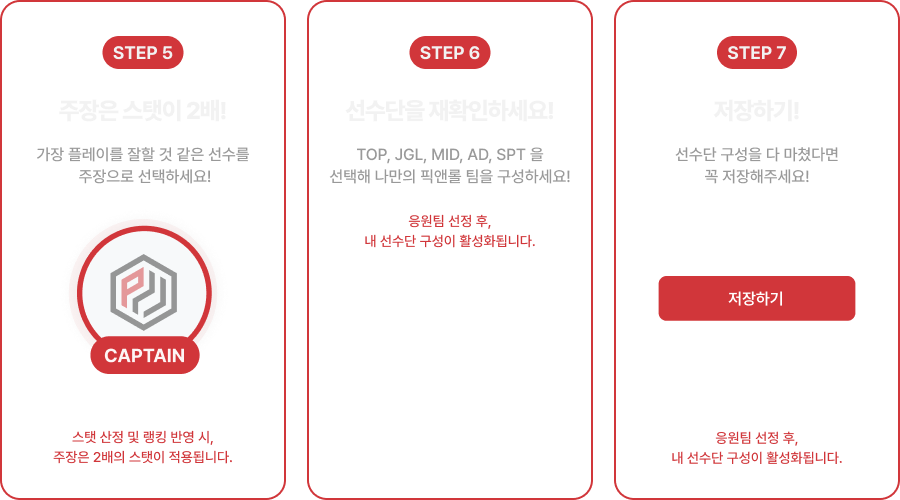 STEP 5
주장은 스탯이 2배!
가장 플레이를 잘할 것 같은 선수를
주장으로 선택하세요!
CAPTAIN
스탯 산정 및 랭킹 반영 시,
주장은 2배의 스탯이 적용됩니다.
STEP 6
선수단을 재확인하세요!
TOP, JGL, MID, AD, SPT 을
선택해 나만의 픽앤롤 팀을 구성하세요!
응원팀 선정 후,
내 선수단 구성이 활성화됩니다.
STEP 7
저장하기!
선수단 구성을 다 마쳤다면
꼭 저장해주세요!
저장하기
응원팀 선정 후,
내 선수단 구성이 활성화됩니다.